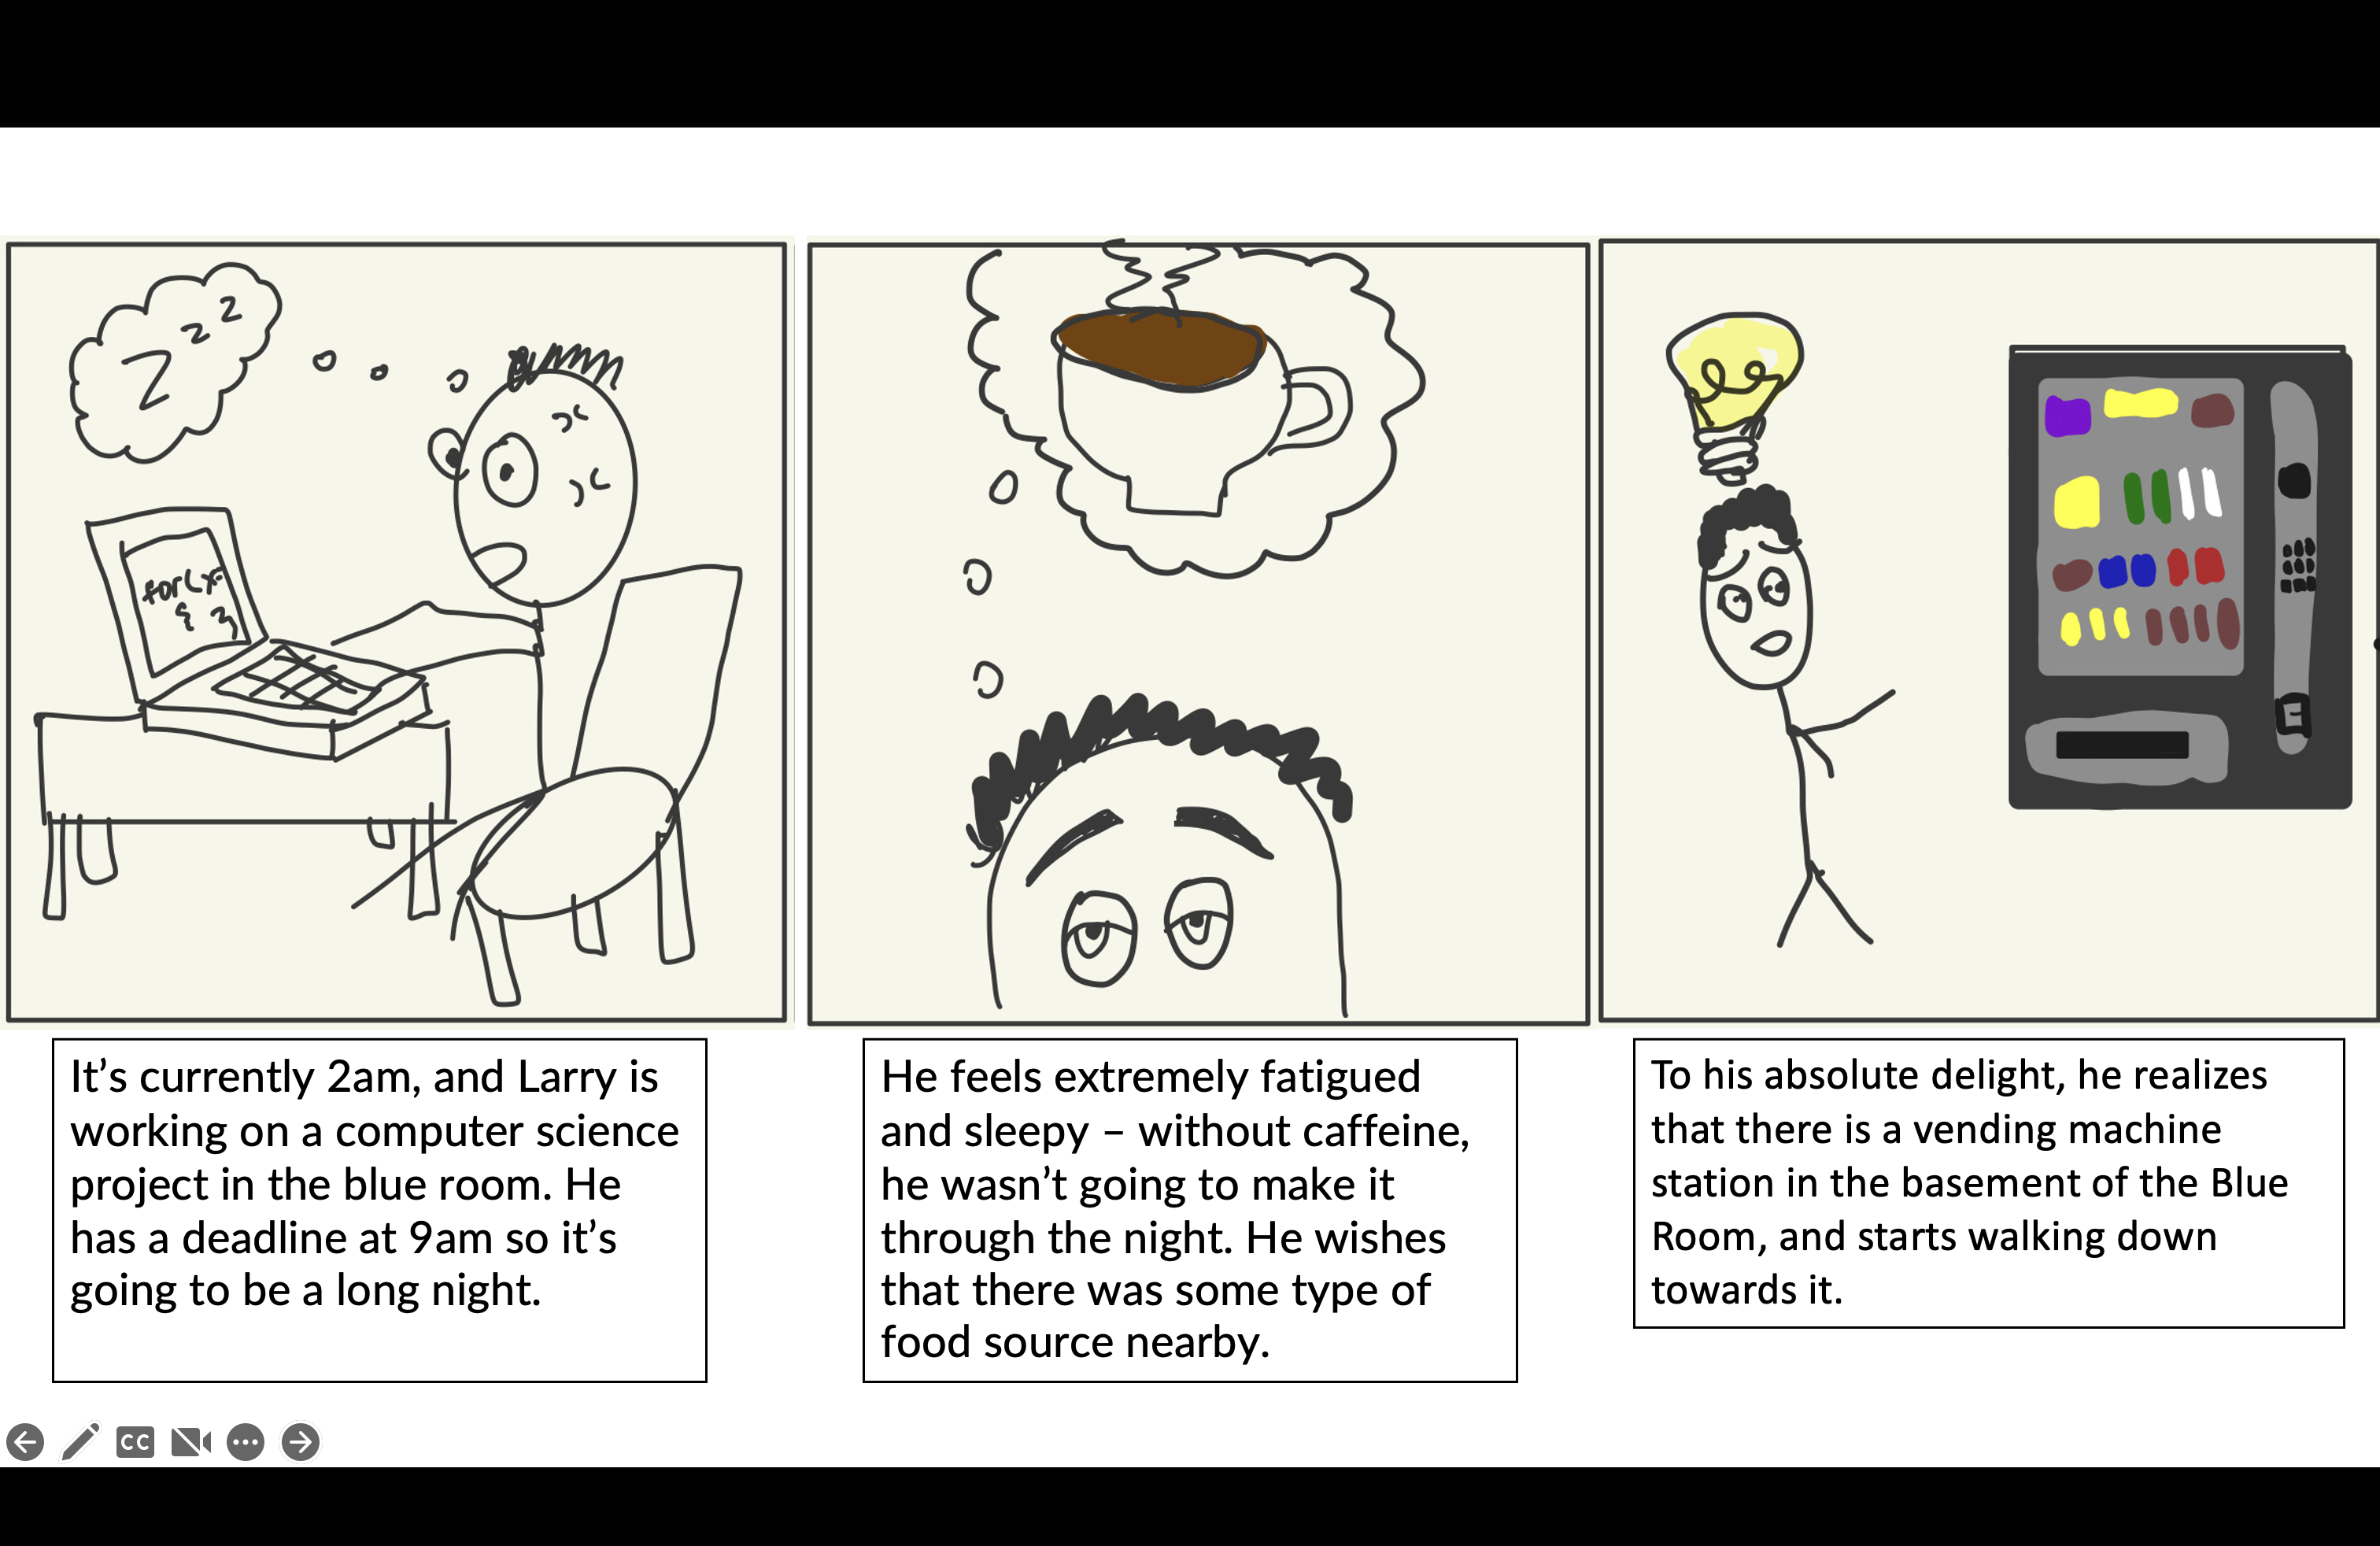 Z z z
It’s currently 2am, and Larry is
working on a computer science
project in the blue room. He
has a deadline at 9am so it’s
going to be a long night.
He feels extremely fatigued
and sleepy – without caffeine,
he wasn’t going to make it
through the night. He wishes
that there was some type of
food source nearby.
To his absolute delight, he realizes
that there is a vending machine
station in the basement of the Blue
Room, and starts walking down
towards it.
CC